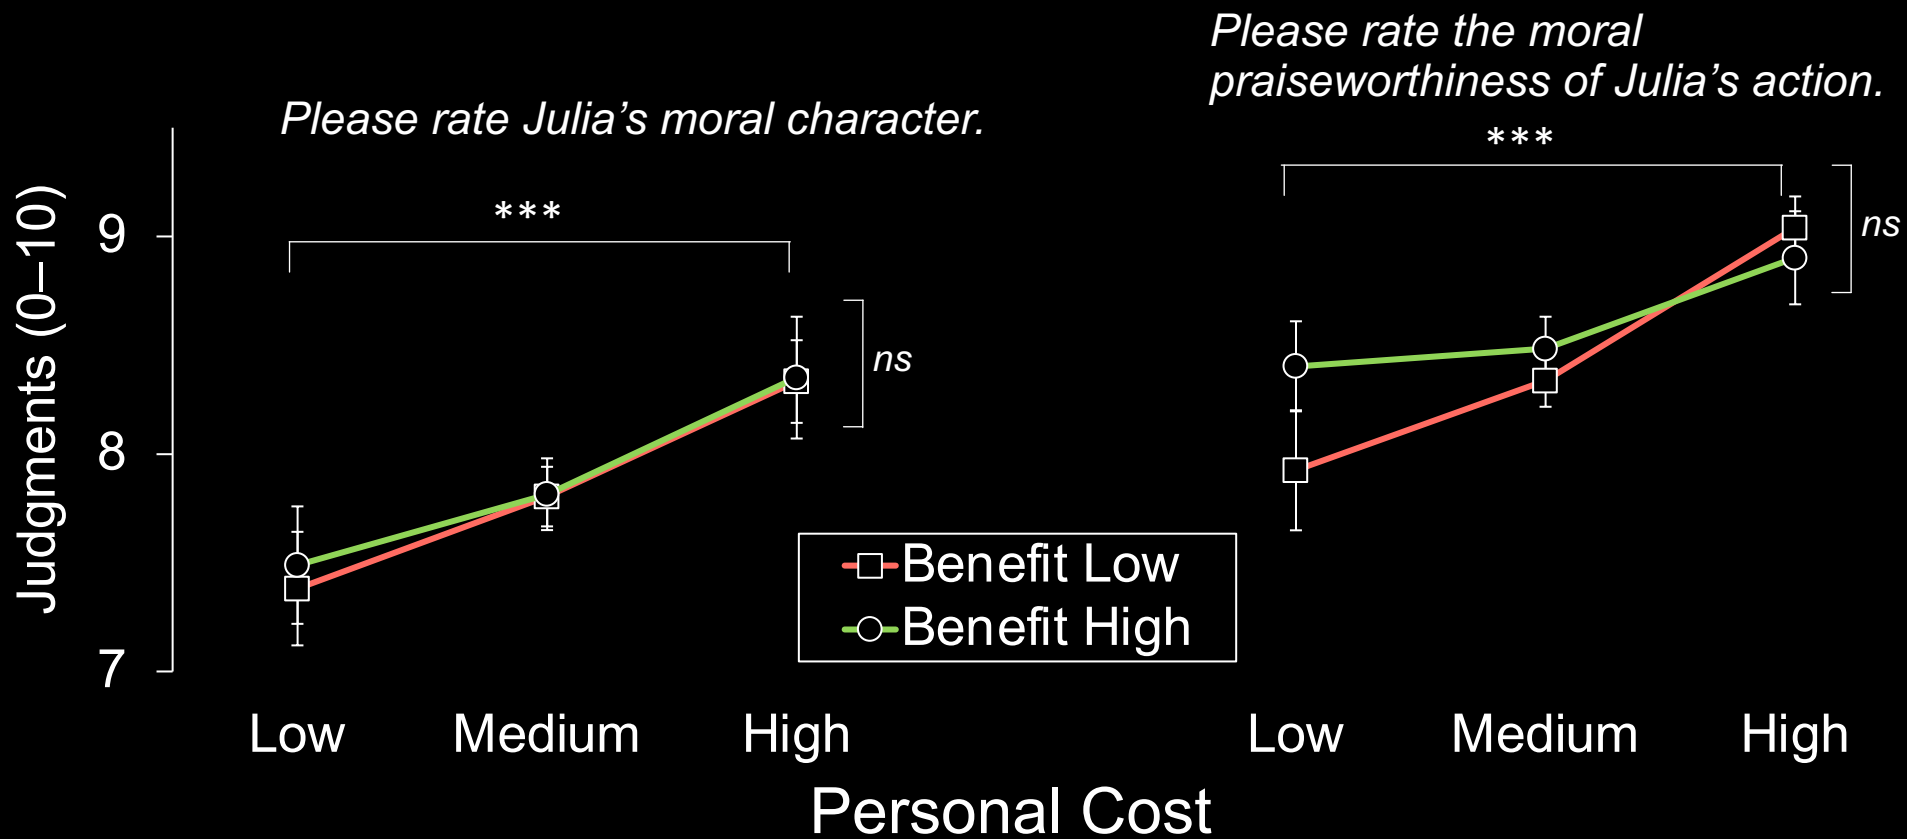 Please rate the moral
praiseworthiness of Julia’s action.
Please rate Julia’s moral character.
***
***
ns
ns
Judgments (0–10)
9
8
7
Benefit Low
Benefit High
Low Medium High
Low Medium High
Personal Cost